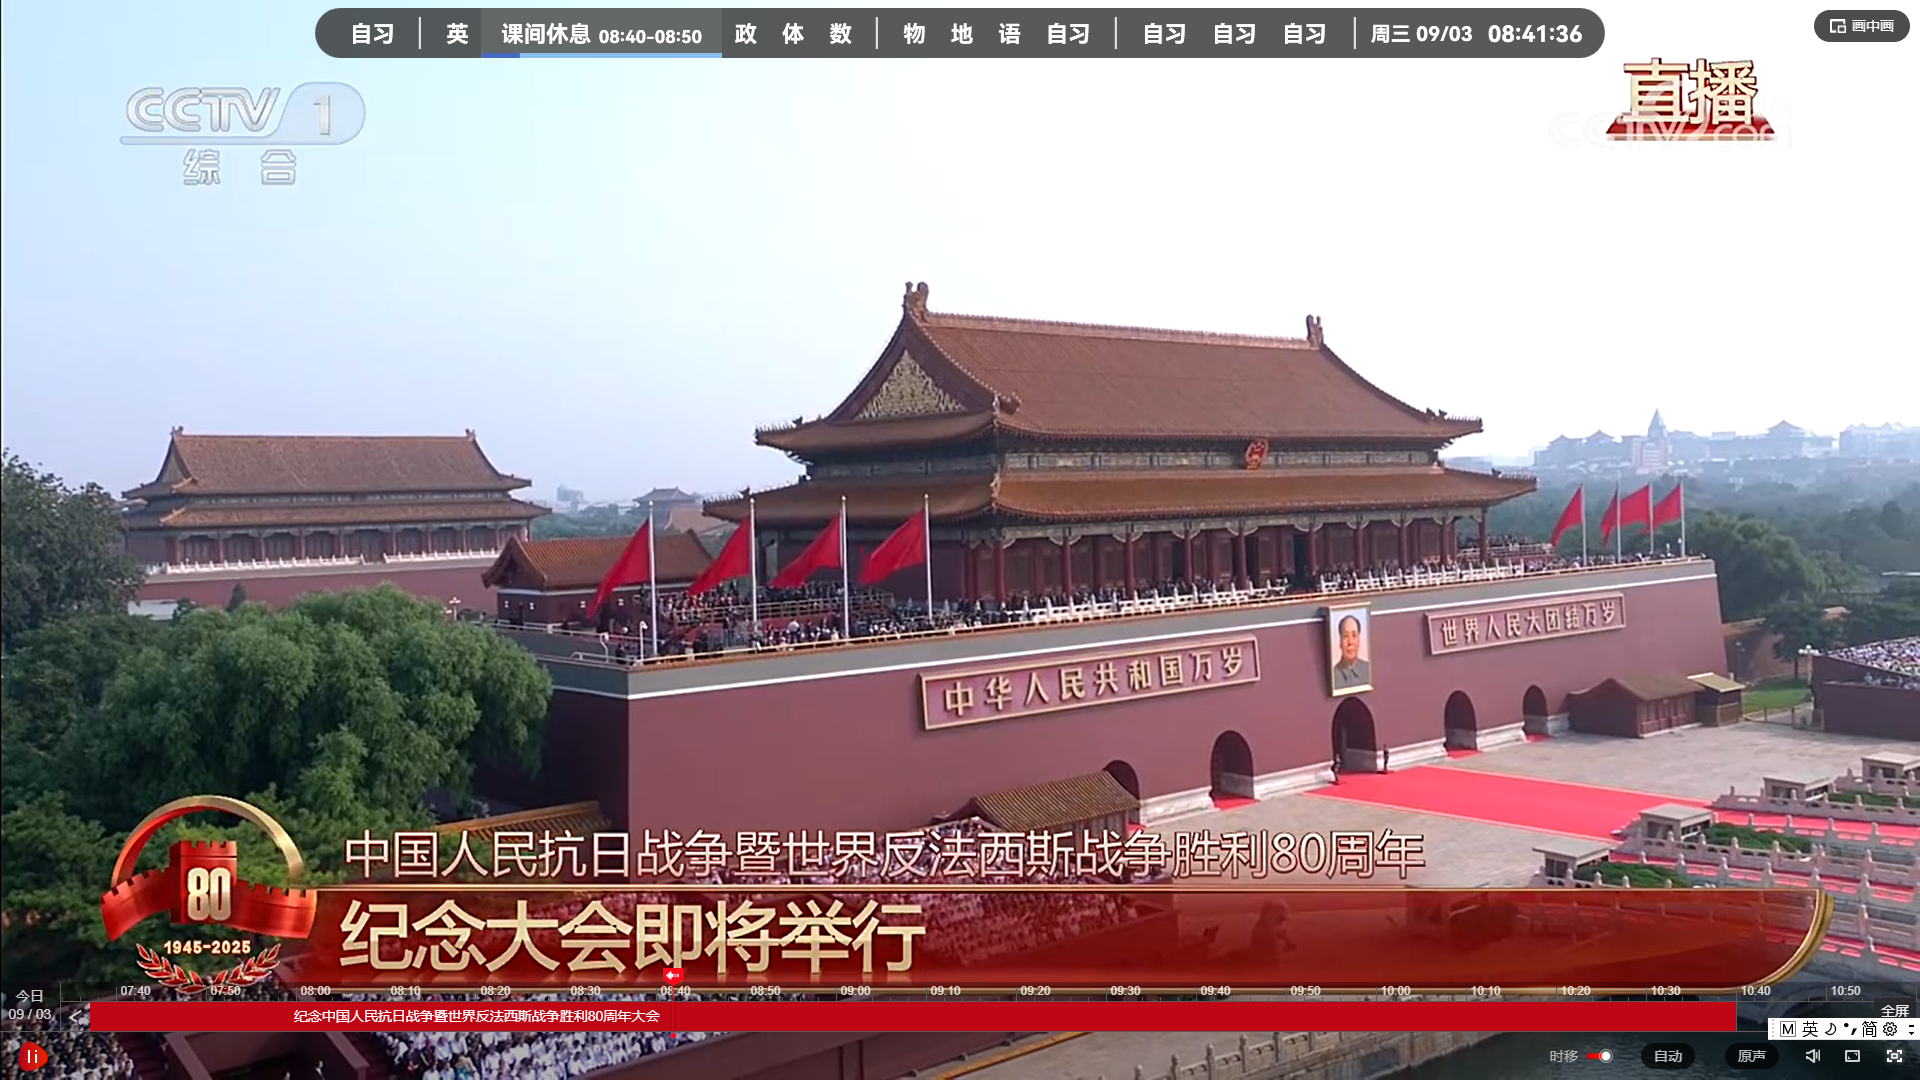 自习 | 英 课间休息 08:40-08:50 政 体 数 | 物 地 语 自习 | 自习 自习 自习 | 周三 09/03 08:41:36
画中画
CCTV 1
综合
直播
CCTV.com
中华人民共和国万岁
世界人民大团结万岁
中国人民抗日战争暨世界反法西斯战争胜利80周年
80
1945-2025
纪念大会即将举行
今日
09 / 03
07:40 07:50 08:00 08:10 08:20 08:30 08:40 08:50 09:00 09:10 09:20 09:30 09:40 09:50 10:00 10:10 10:20 10:30 10:40 10:50
纪念中国人民抗日战争暨世界反法西斯战争胜利80周年大会
全屏
M 英 简
时移 自动 原声